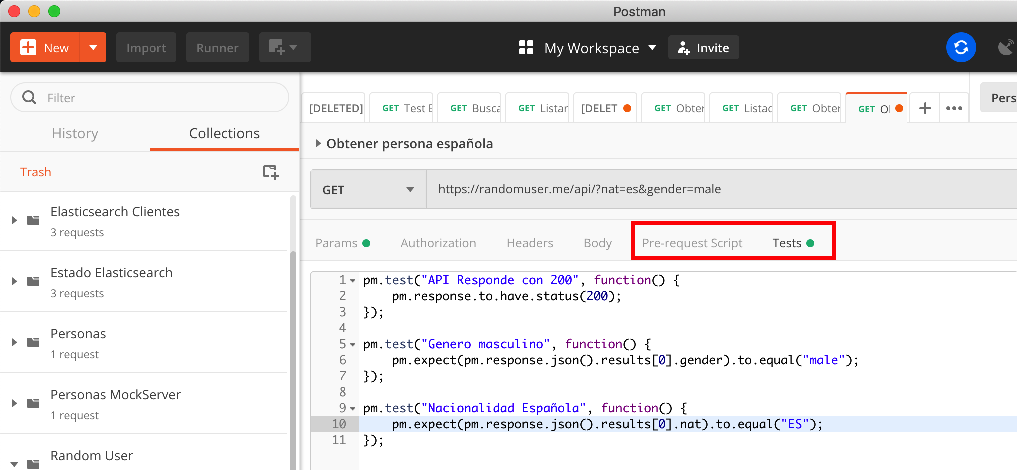 Postman
New
Import
Runner
My Workspace
Invite
Filter
History
Collections
Trash
Elasticsearch Clientes
3 requests
Estado Elasticsearch
3 requests
Personas
1 request
Personas MockServer
1 request
Random User
[DELETED]
GET Test E
GET Busca
GET Listar
[DELET
GET Obter
GET Listac
GET Obter
GET Ol
Pers
Obtener persona española
GET
https://randomuser.me/api/?nat=es&gender=male
Params
Authorization
Headers
Body
Pre-request Script
Tests
1 pm.test("API Responde con 200", function() {
2 pm.response.to.have.status(200);
3 });
4
5 pm.test("Genero masculino", function() {
6 pm.expect(pm.response.json().results[0].gender).to.equal("male");
7 });
8
9 pm.test("Nacionalidad Española", function() {
10 pm.expect(pm.response.json().results[0].nat).to.equal("ES");
11 });